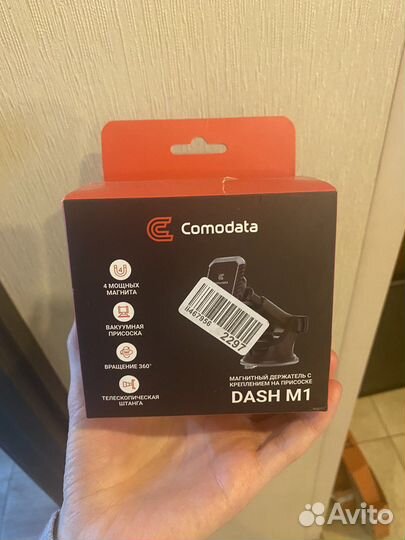 Comodata
4 МОЩНЫХ
МАГНИТА
ВАКУУМНАЯ
ПРИСОСКА
ВРАЩЕНИЕ 360°
ТЕЛЕСКОПИЧЕСКАЯ
ШТАНГА
ii467956
2297
МАГНИТНЫЙ ДЕРЖАТЕЛЬ С
КРЕПЛЕНИЕМ НА ПРИСОСКЕ
DASH M1
Avito